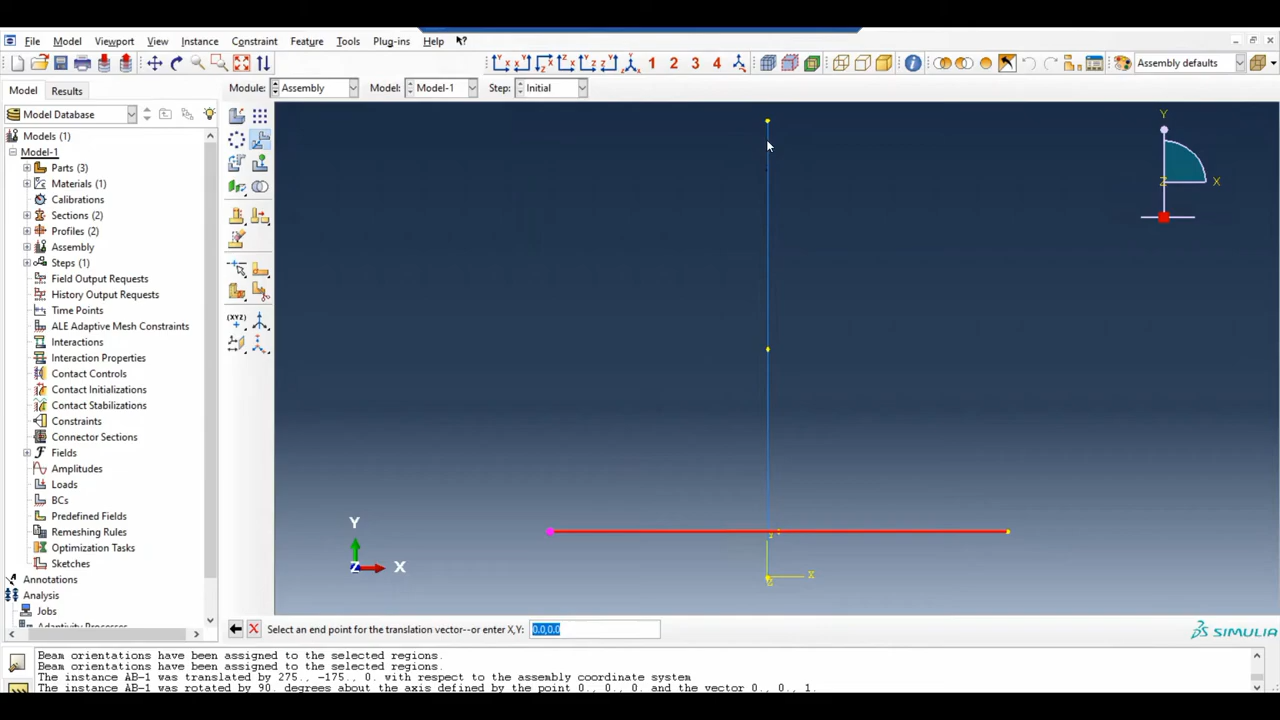 File Model Viewport View Instance Constraint Feature Tools Plug-ins Help
1 2 3 4 Assembly defaults
Model Results Module: Assembly Model: Model-1 Step: Initial
Model Database
Models (1)
Model-1
Parts (3)
Materials (1)
Calibrations
Sections (2)
Profiles (2)
Assembly
Steps (1)
Field Output Requests
History Output Requests
Time Points
ALE Adaptive Mesh Constraints
Interactions
Interaction Properties
Contact Controls
Contact Initializations
Contact Stabilizations
Constraints
Connector Sections
Fields
Amplitudes
Loads
BCs
Predefined Fields
Remeshing Rules
Optimization Tasks
Sketches
Annotations
Analysis
Jobs
(XYZ)
Y
Z X
Y
Z X
X
Select an end point for the translation vector--or enter X,Y: 0.0,0.0
SIMULIA
Beam orientations have been assigned to the selected regions.
Beam orientations have been assigned to the selected regions.
The instance AB-1 was translated by 275., -175., 0. with respect to the assembly coordinate system
The instance AB-1 was rotated by 90. degrees about the axis defined by the point 0., 0., 0. and the vector 0., 0., 1.